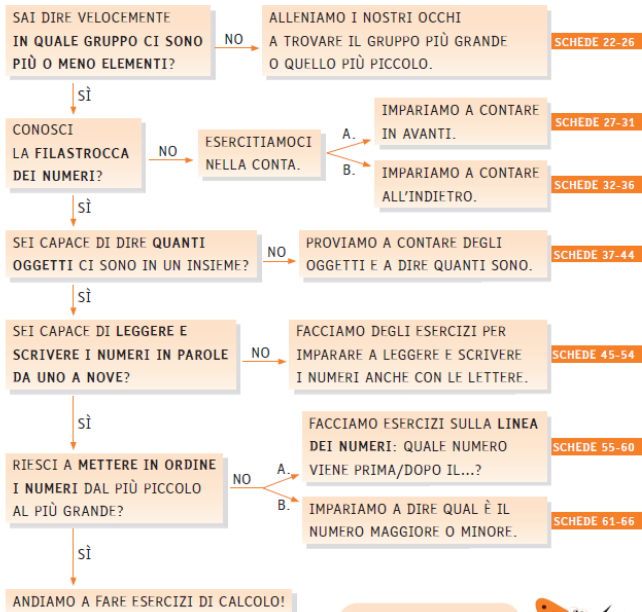 SAI DIRE VELOCEMENTE
IN QUALE GRUPPO CI SONO
PIÙ O MENO ELEMENTI?
NO
ALLENIAMO I NOSTRI OCCHI
A TROVARE IL GRUPPO PIÙ GRANDE
O QUELLO PIÙ PICCOLO.
SCHEDE 22-26
SÌ
CONOSCI
LA FILASTROCCA
DEI NUMERI?
NO
ESERCITIAMOCI
NELLA CONTA.
A.
IMPARIAMO A CONTARE
IN AVANTI.
SCHEDE 27-31
B.
IMPARIAMO A CONTARE
ALL'INDIETRO.
SCHEDE 32-36
SÌ
SEI CAPACE DI DIRE QUANTI
OGGETTI CI SONO IN UN INSIEME?
NO
PROVIAMO A CONTARE DEGLI
OGGETTI E A DIRE QUANTI SONO.
SCHEDE 37-44
SÌ
SEI CAPACE DI LEGGERE E
SCRIVERE I NUMERI IN PAROLE
DA UNO A NOVE?
NO
FACCIAMO DEGLI ESERCIZI PER
IMPARARE A LEGGERE E SCRIVERE
I NUMERI ANCHE CON LE LETTERE.
SCHEDE 45-54
SÌ
RIESCI A METTERE IN ORDINE
I NUMERI DAL PIÙ PICCOLO
AL PIÙ GRANDE?
NO
A.
FACCIAMO ESERCIZI SULLA LINEA
DEI NUMERI: QUALE NUMERO
VIENE PRIMA/DOPO IL...?
SCHEDE 55-60
B.
IMPARIAMO A DIRE QUAL È IL
NUMERO MAGGIORE O MINORE.
SCHEDE 61-66
SÌ
ANDIAMO A FARE ESERCIZI DI CALCOLO!